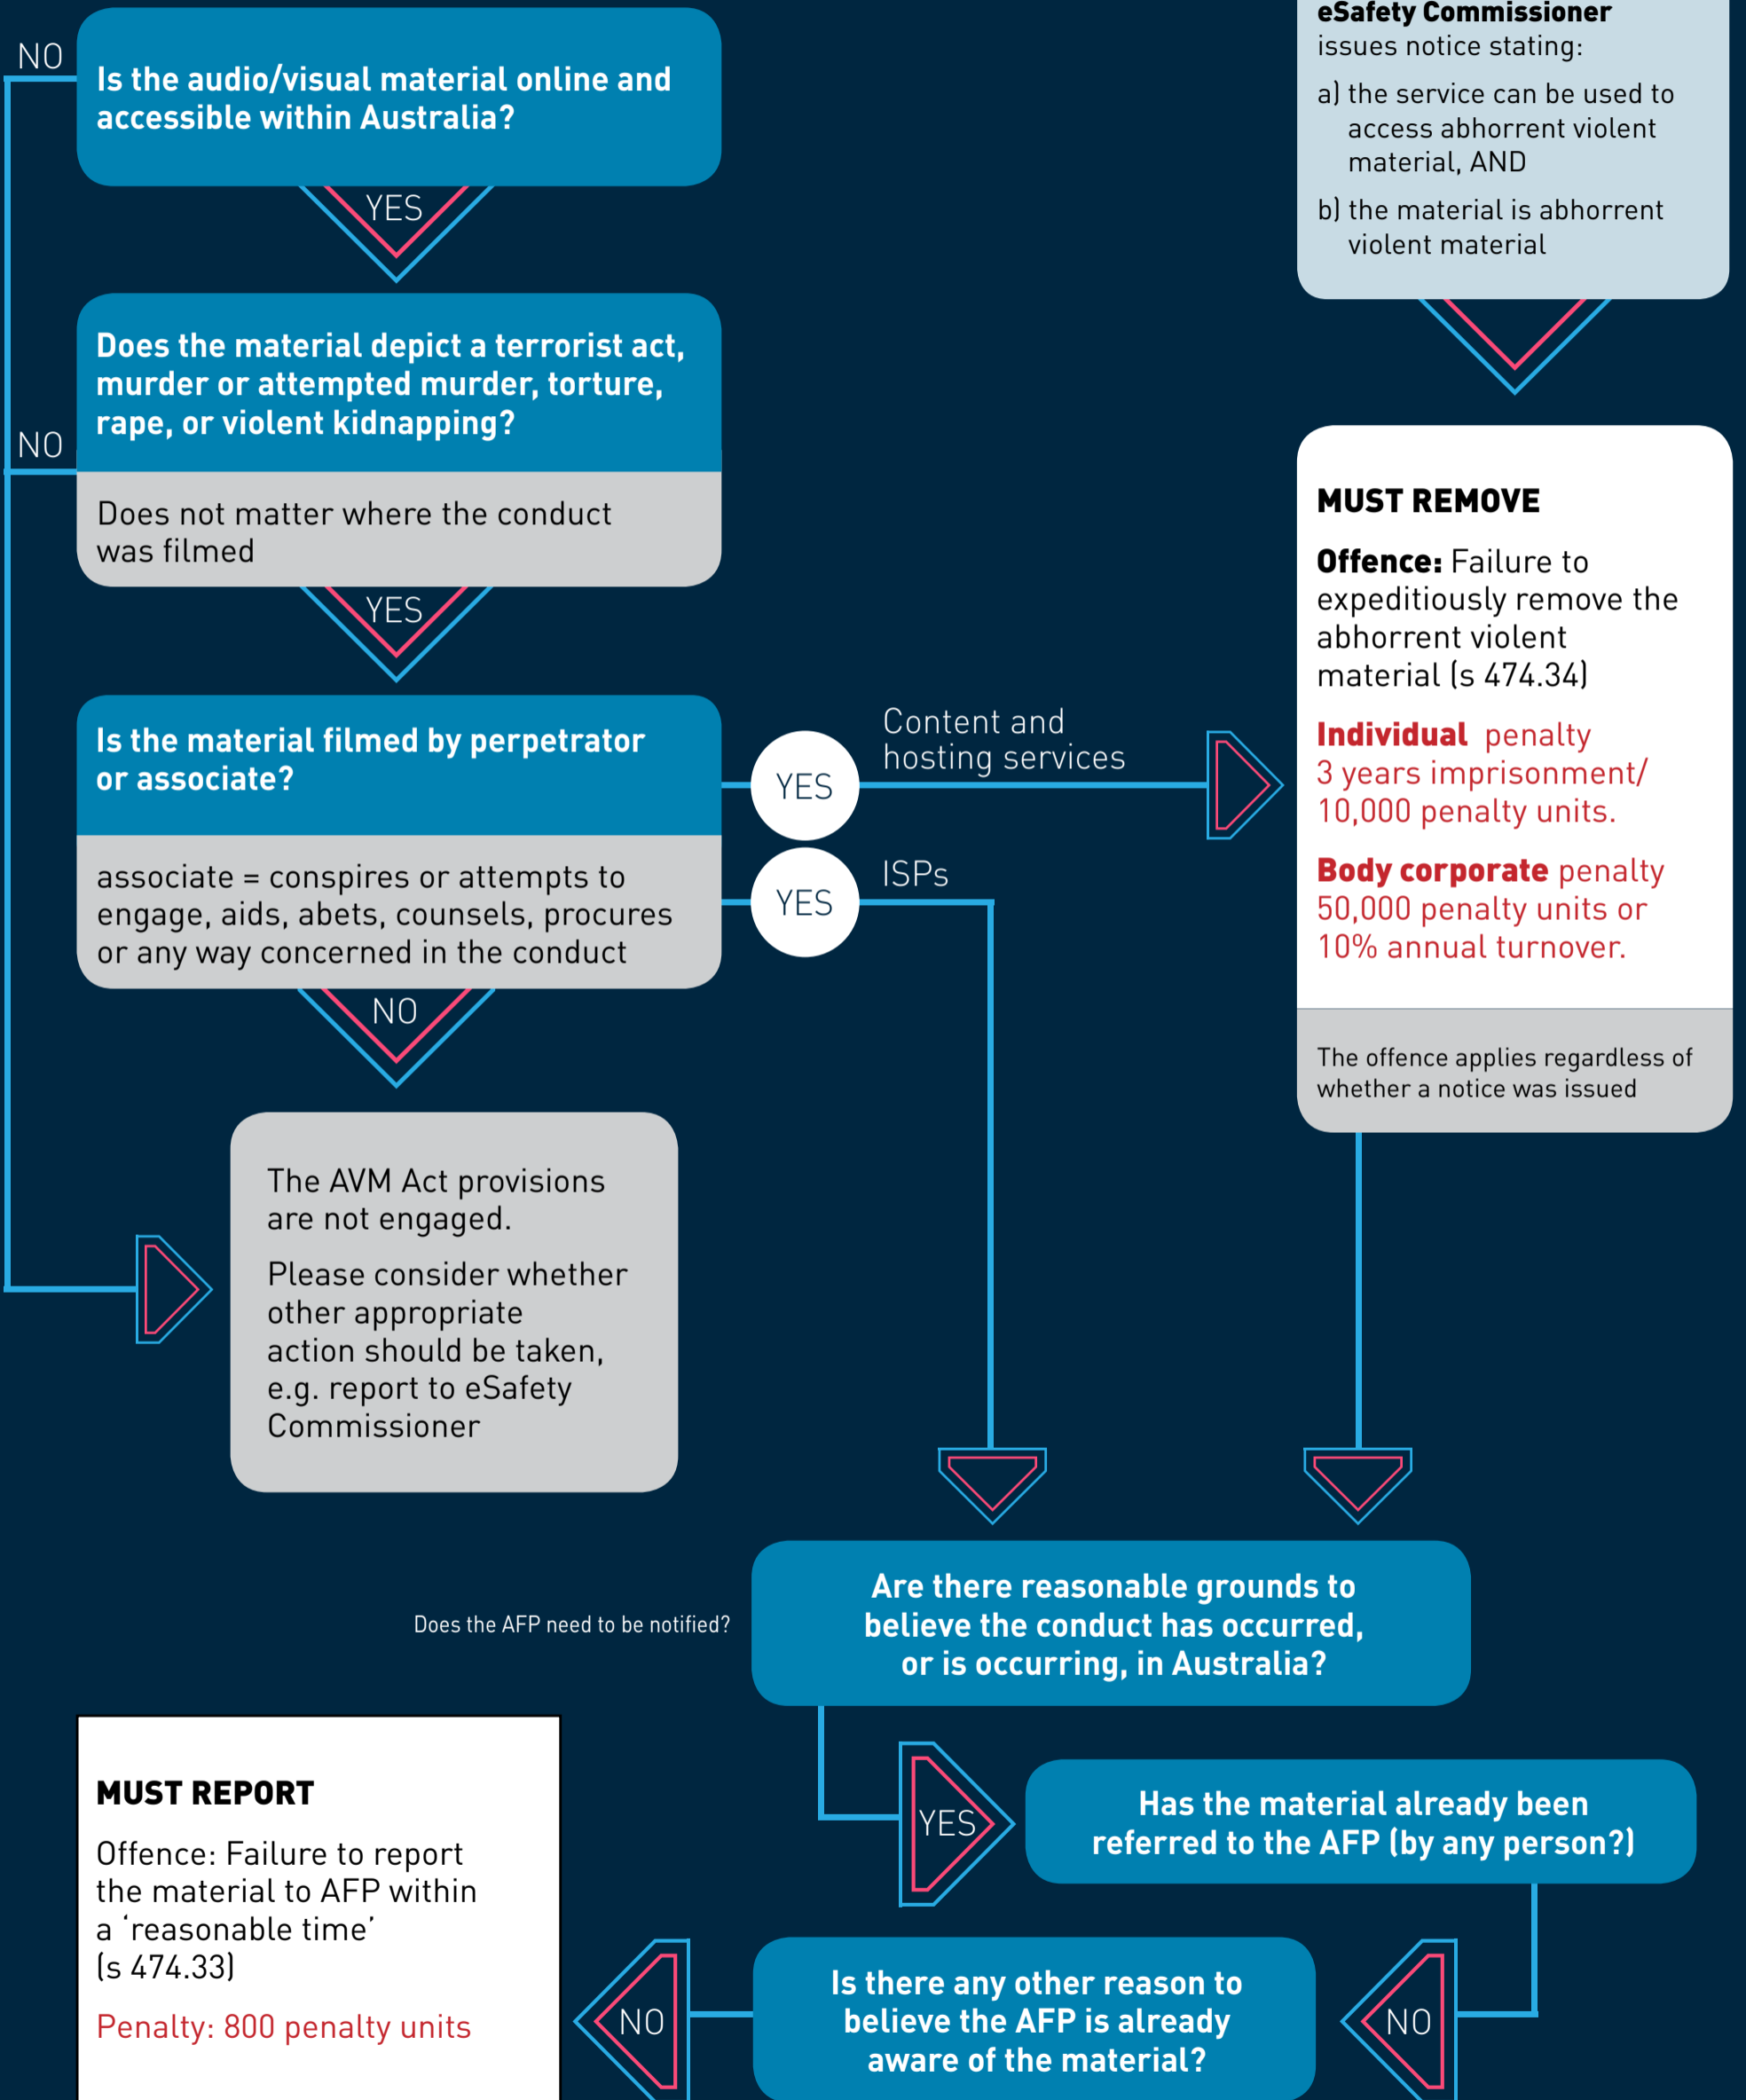 NO
Is the audio/visual material online and
accessible within Australia?
YES
eSafety Commissioner
issues notice stating:
a) the service can be used to
access abhorrent violent
material, AND
b) the material is abhorrent
violent material
Does the material depict a terrorist act,
murder or attempted murder, torture,
rape, or violent kidnapping?
NO
Does not matter where the conduct
was filmed
YES
Is the material filmed by perpetrator
or associate?
associate = conspires or attempts to
engage, aids, abets, counsels, procures
or any way concerned in the conduct
YES
Content and
hosting services
YES
ISPs
NO
MUST REMOVE
Offence: Failure to
expeditiously remove the
abhorrent violent
material (s 474.34)
Individual penalty
3 years imprisonment/
10,000 penalty units.
Body corporate penalty
50,000 penalty units or
10% annual turnover.
The offence applies regardless of
whether a notice was issued
The AVM Act provisions
are not engaged.
Please consider whether
other appropriate
action should be taken,
e.g. report to eSafety
Commissioner
Does the AFP need to be notified?
Are there reasonable grounds to
believe the conduct has occurred,
or is occurring, in Australia?
YES
Has the material already been
referred to the AFP (by any person?)
NO
Is there any other reason to
believe the AFP is already
aware of the material?
NO
MUST REPORT
Offence: Failure to report
the material to AFP within
a ‘reasonable time’
(s 474.33)
Penalty: 800 penalty units